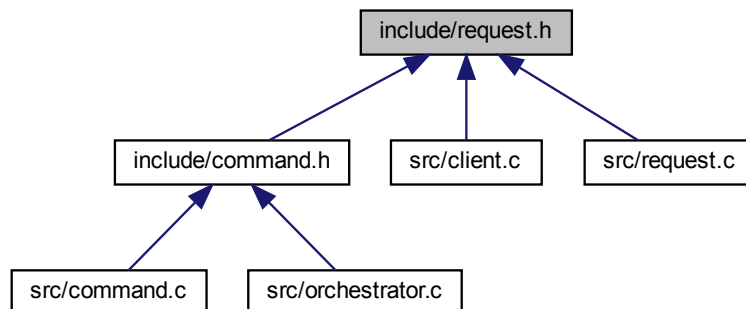 include/request.h
include/command.h
src/client.c
src/request.c
src/command.c
src/orchestrator.c